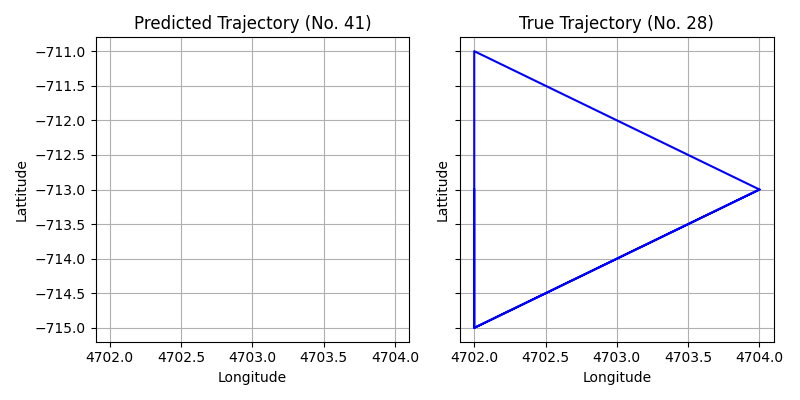 Predicted Trajectory (No. 41)
−711.0
−711.5
−712.0
−712.5
−713.0
−713.5
−714.0
−714.5
−715.0
Lattitude
4702.0 4702.5 4703.0 4703.5 4704.0
Longitude
True Trajectory (No. 28)
Lattitude
4702.0 4702.5 4703.0 4703.5 4704.0
Longitude